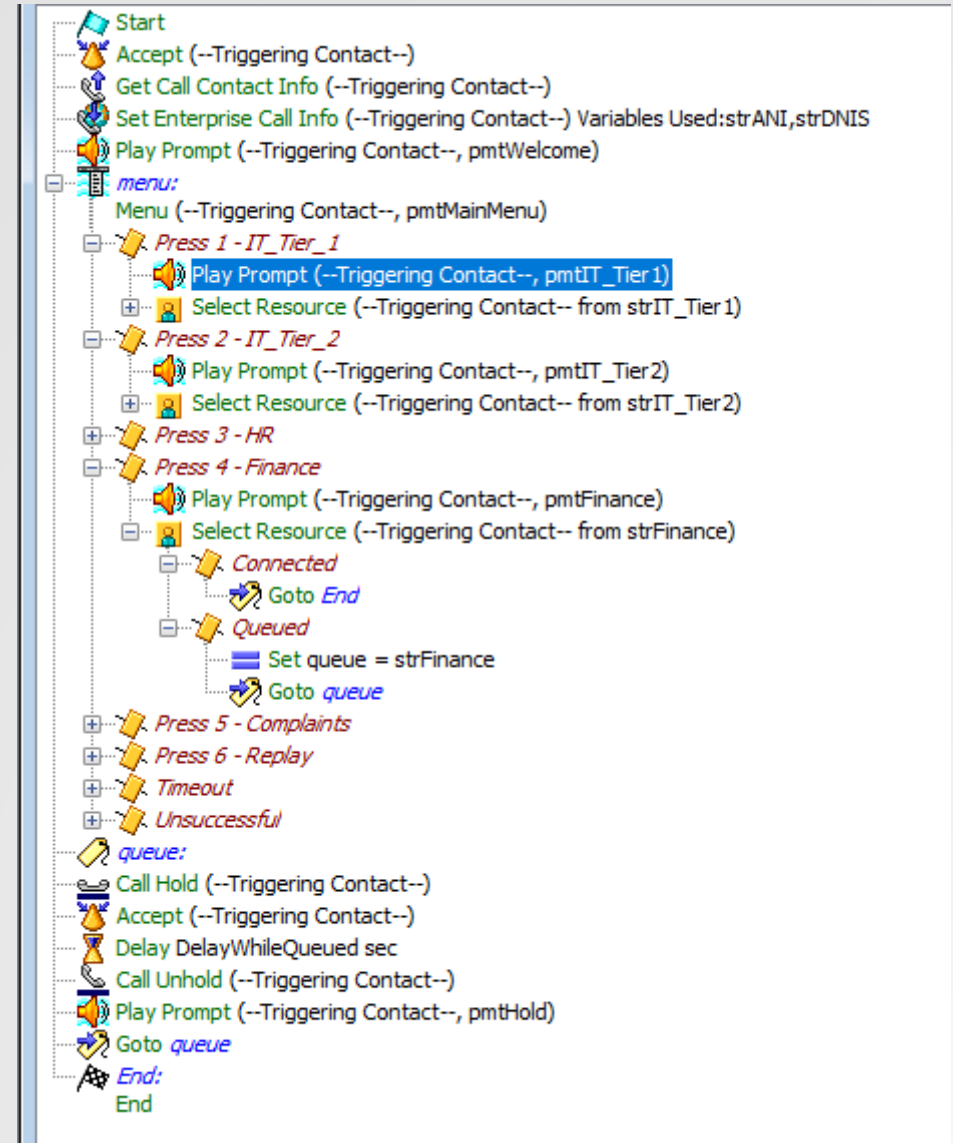 Start
Accept (--Triggering Contact--)
Get Call Contact Info (--Triggering Contact--)
Set Enterprise Call Info (--Triggering Contact--) Variables Used:strANI,strDNIS
Play Prompt (--Triggering Contact--, pmtWelcome)
menu:
Menu (--Triggering Contact--, pmtMainMenu)
Press 1 - IT_Tier_1
Play Prompt (--Triggering Contact--, pmtIT_Tier1)
Select Resource (--Triggering Contact-- from strIT_Tier1)
Press 2 - IT_Tier_2
Play Prompt (--Triggering Contact--, pmtIT_Tier2)
Select Resource (--Triggering Contact-- from strIT_Tier2)
Press 3 - HR
Press 4 - Finance
Play Prompt (--Triggering Contact--, pmtFinance)
Select Resource (--Triggering Contact-- from strFinance)
Connected
Goto End
Queued
Set queue = strFinance
Goto queue
Press 5 - Complaints
Press 6 - Replay
Timeout
Unsuccessful
queue:
Call Hold (--Triggering Contact--)
Accept (--Triggering Contact--)
Delay DelayWhileQueued sec
Call Unhold (--Triggering Contact--)
Play Prompt (--Triggering Contact--, pmtHold)
Goto queue
End:
End